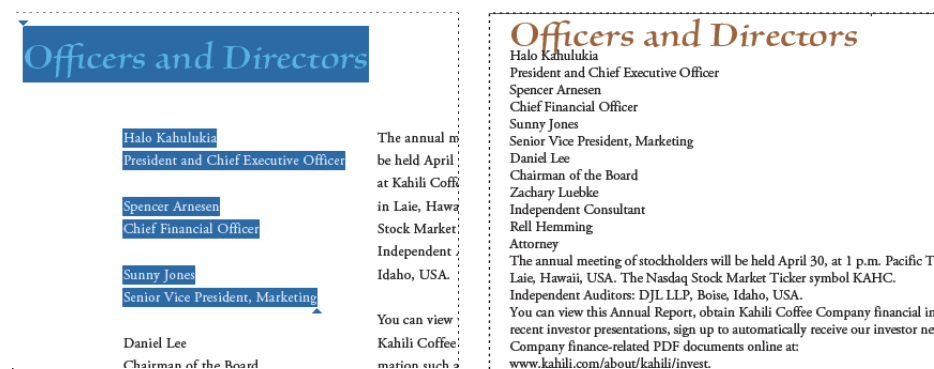 Officers and Directors
Halo Kahulukia
President and Chief Executive Officer
Spencer Arnesen
Chief Financial Officer
Sunny Jones
Senior Vice President, Marketing
Daniel Lee
Chairman of the Board
The annual
be held April
at Kahili
in Laie,
Stock Market
Independent
Idaho, USA.
You can view
Kahili Coffee
mation such
Officers and Directors
Halo Kahulukia
President and Chief Executive Officer
Spencer Arnesen
Chief Financial Officer
Sunny Jones
Senior Vice President, Marketing
Daniel Lee
Chairman of the Board
Zachary Luebke
Independent Consultant
Rell Hemming
Attorney
The annual meeting of stockholders will be held April 30, at 1 p.m. Pacific
Laie, Hawaii, USA. The Nasdaq Stock Market Ticker symbol KAHC.
Independent Auditors: DJL LLP, Boise, Idaho, USA.
You can view this Annual Report, obtain Kahili Coffee Company financial
recent investor presentations, sign up to automatically receive our investor
Company finance-related PDF documents online at:
www.kahili.com/about/kahili/invest.